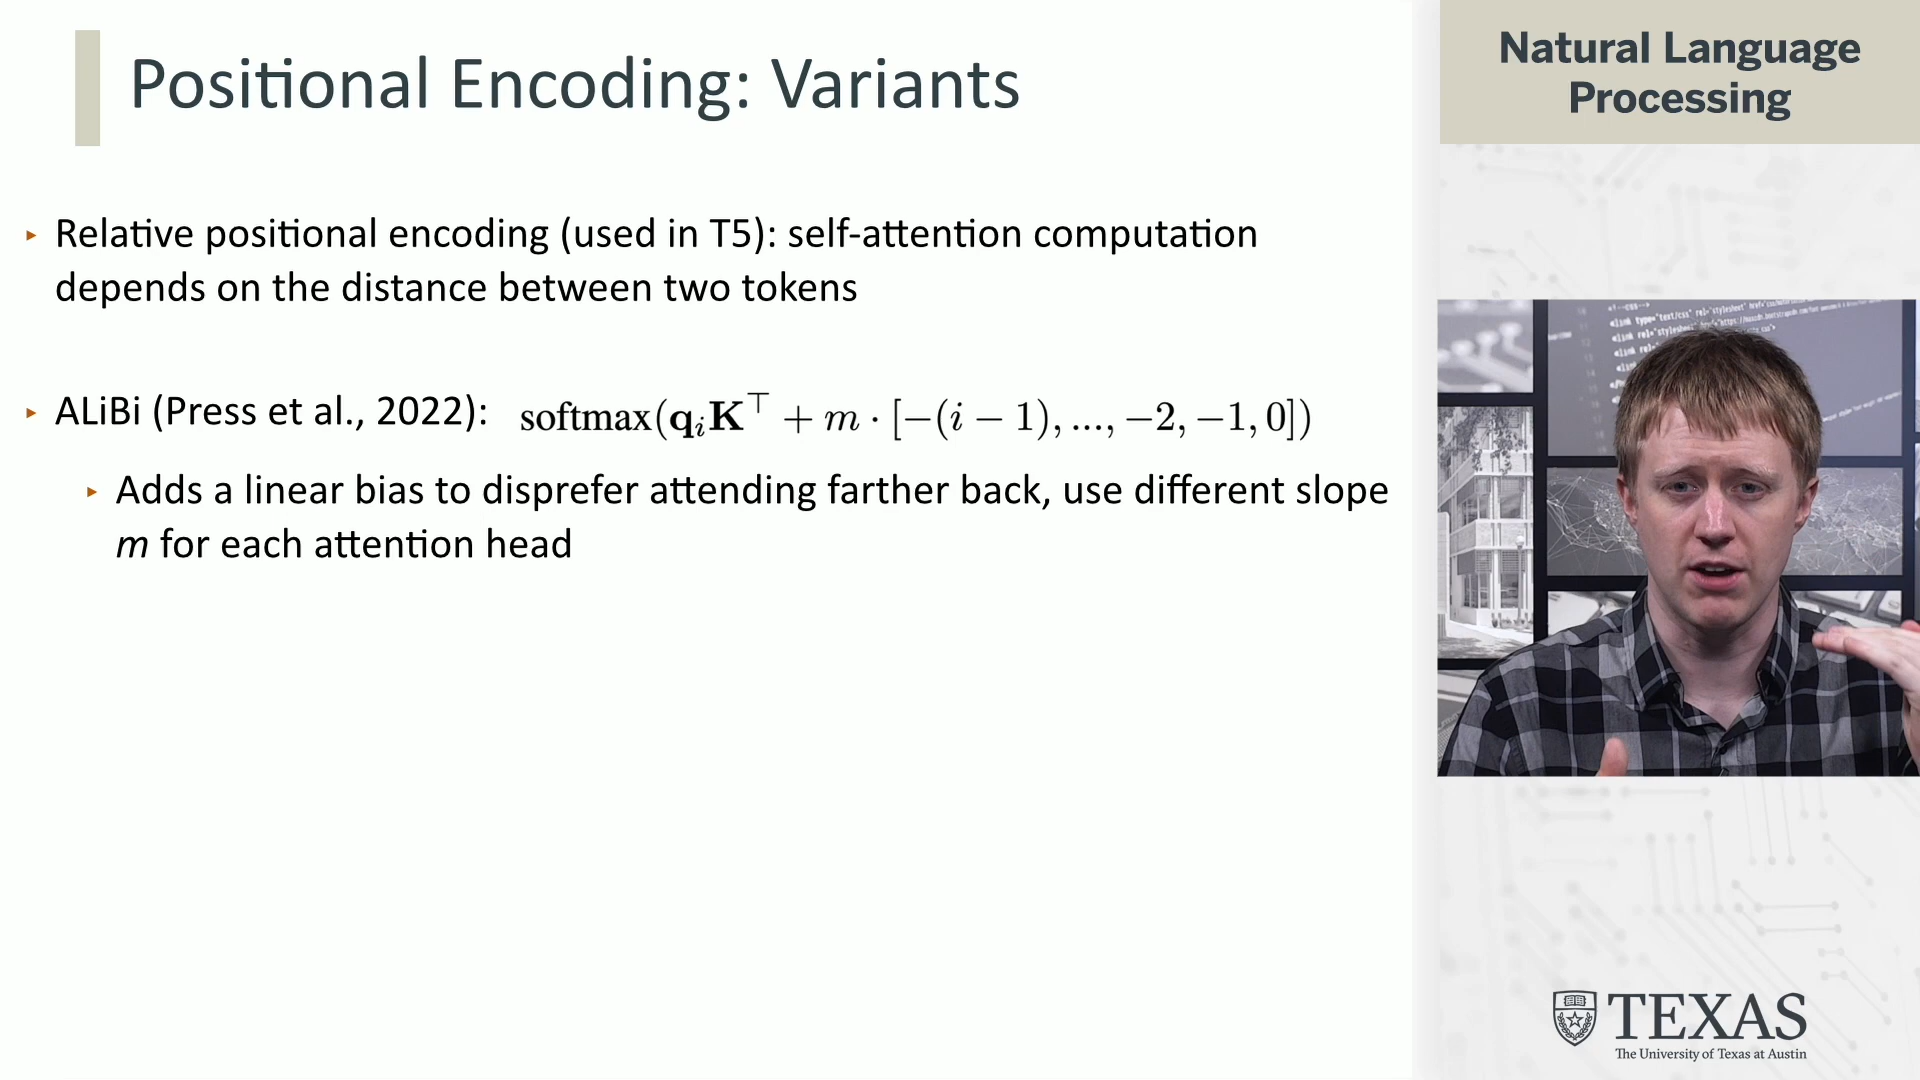 Positional Encoding: Variants
Natural Language
Processing
▸ Relative positional encoding (used in T5): self-attention computation
depends on the distance between two tokens
▸ ALiBi (Press et al., 2022): softmax(q_i K^⊤ + m · [−(i − 1), ..., −2, −1, 0])
▸ Adds a linear bias to disprefer attending farther back, use different slope
m for each attention head
TEXAS
The University of Texas at Austin